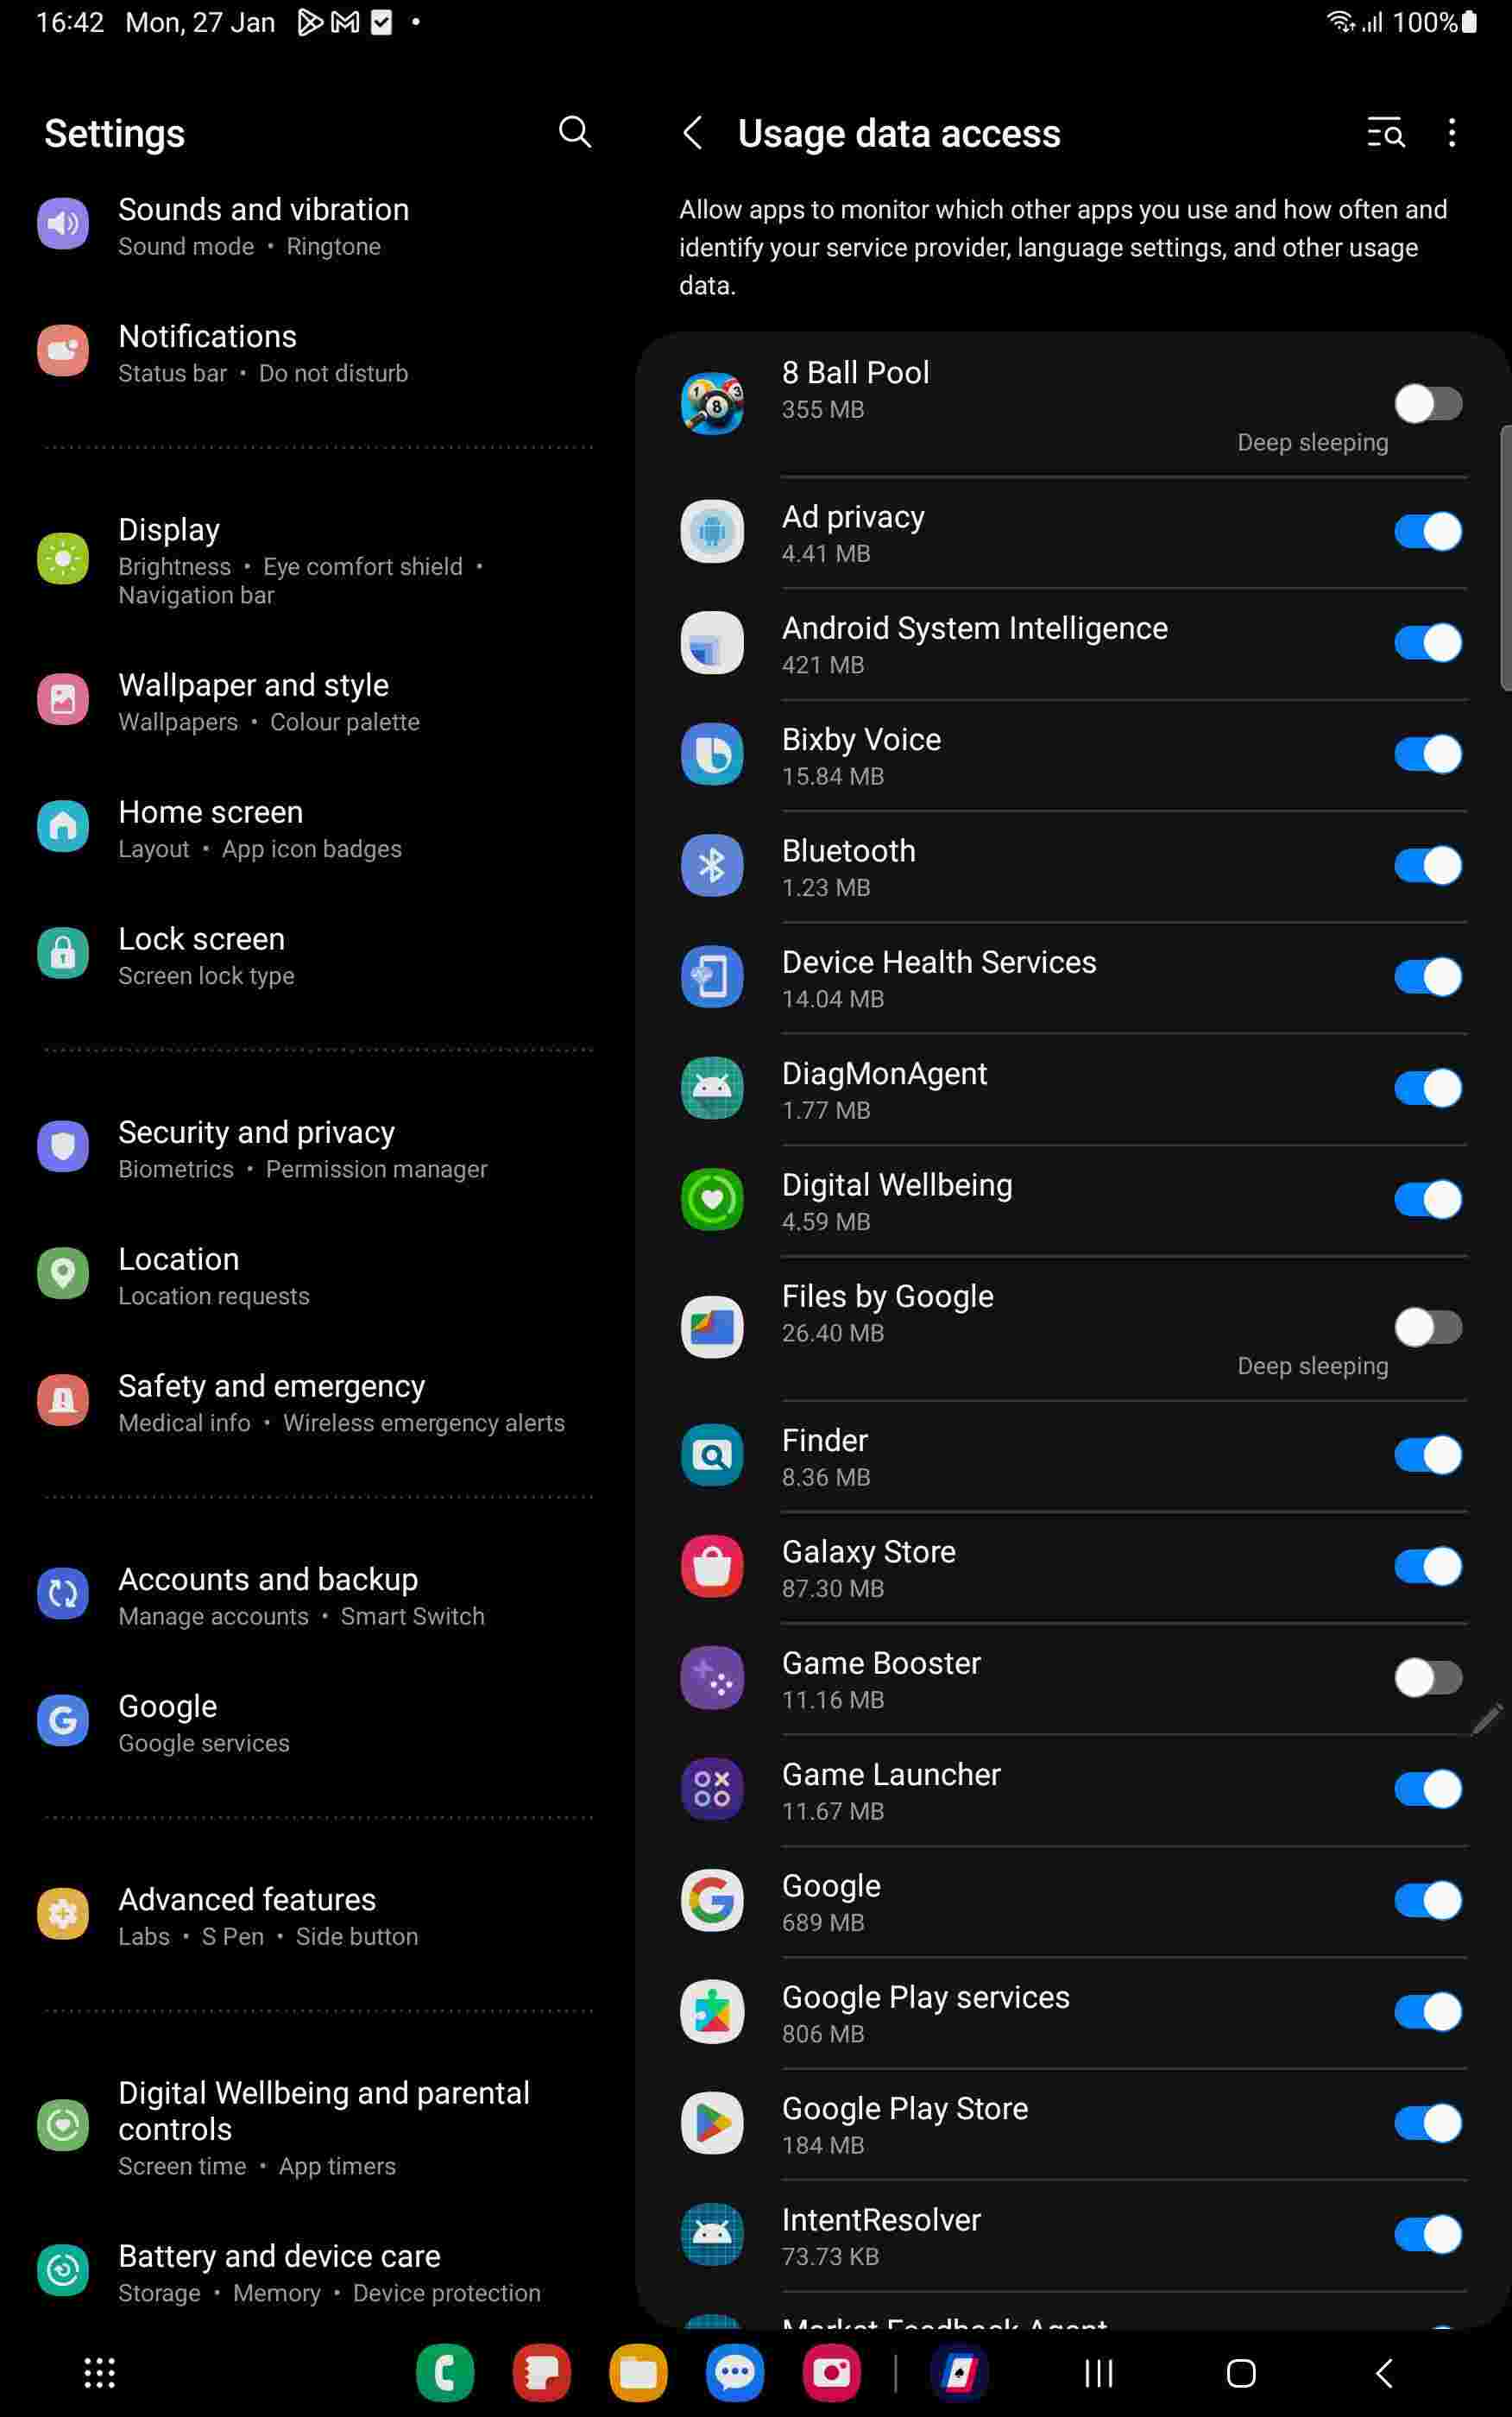 16:42 Mon, 27 Jan
100%
Settings
Sounds and vibration
Sound mode • Ringtone
Notifications
Status bar • Do not disturb
Display
Brightness • Eye comfort shield •
Navigation bar
Wallpaper and style
Wallpapers • Colour palette
Home screen
Layout • App icon badges
Lock screen
Screen lock type
Security and privacy
Biometrics • Permission manager
Location
Location requests
Safety and emergency
Medical info • Wireless emergency alerts
Accounts and backup
Manage accounts • Smart Switch
Google
Google services
Advanced features
Labs • S Pen • Side button
Digital Wellbeing and parental
controls
Screen time • App timers
Battery and device care
Storage • Memory • Device protection
Usage data access
Allow apps to monitor which other apps you use and how often and
identify your service provider, language settings, and other usage
data.
8 Ball Pool
355 MB
Deep sleeping
Ad privacy
4.41 MB
Android System Intelligence
421 MB
Bixby Voice
15.84 MB
Bluetooth
1.23 MB
Device Health Services
14.04 MB
DiagMonAgent
1.77 MB
Digital Wellbeing
4.59 MB
Files by Google
26.40 MB
Deep sleeping
Finder
8.36 MB
Galaxy Store
87.30 MB
Game Booster
11.16 MB
Game Launcher
11.67 MB
Google
689 MB
Google Play services
806 MB
Google Play Store
184 MB
IntentResolver
73.73 KB
Market Feedback Agent